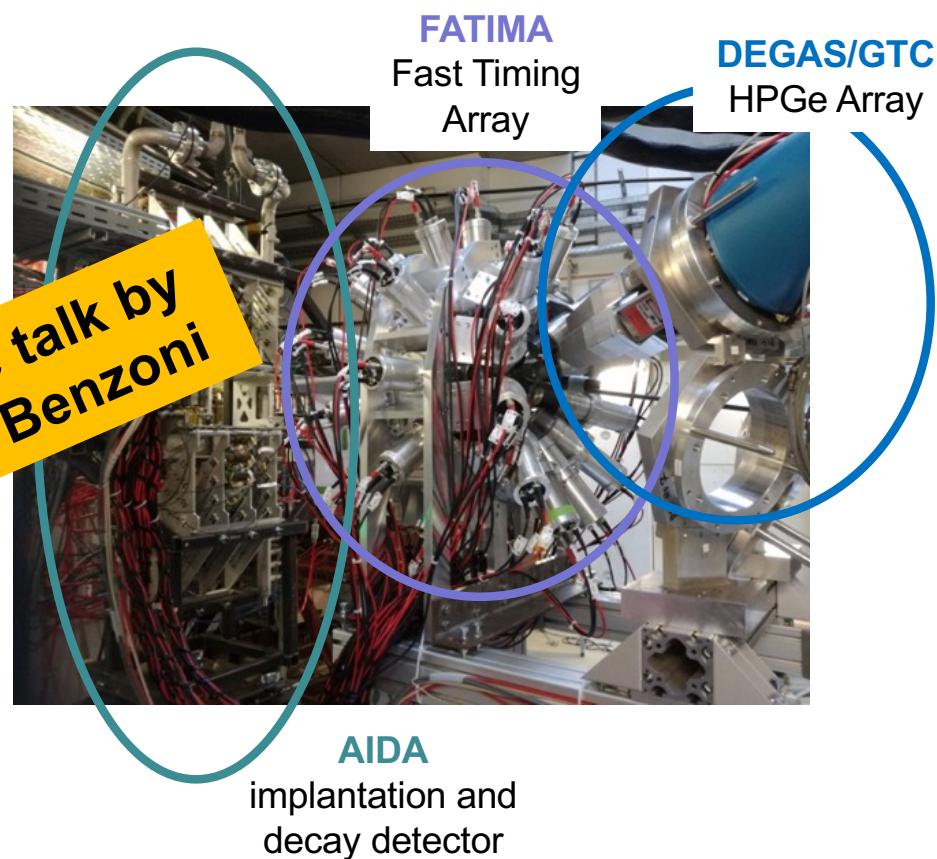 FATIMA
Fast Timing
Array
DEGAS/GTC
HPGe Array
talk by
Benzoni
AIDA
implantation and
decay detector